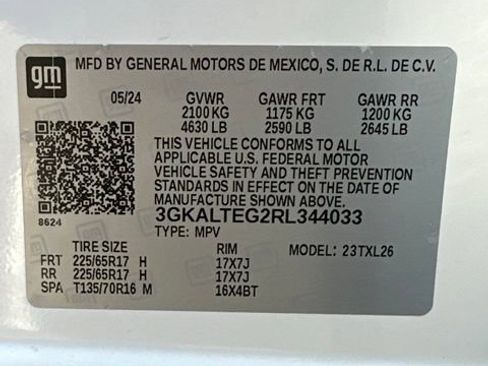 gm
MFD BY GENERAL MOTORS DE MEXICO, S. DE R.L. DE C.V.
05/24 GVWR GAWR FRT GAWR RR
2100 KG 1175 KG 1200 KG
4630 LB 2590 LB 2645 LB
THIS VEHICLE CONFORMS TO ALL
APPLICABLE U.S. FEDERAL MOTOR
VEHICLE SAFETY AND THEFT PREVENTION
STANDARDS IN EFFECT ON THE DATE OF
MANUFACTURE SHOWN ABOVE.
8624 3GKALTEG2RL344033
TYPE: MPV
TIRE SIZE RIM MODEL: 23TXL26
FRT 225/65R17 H 17X7J
RR 225/65R17 H 17X7J
SPA T135/70R16 M 16X4BT